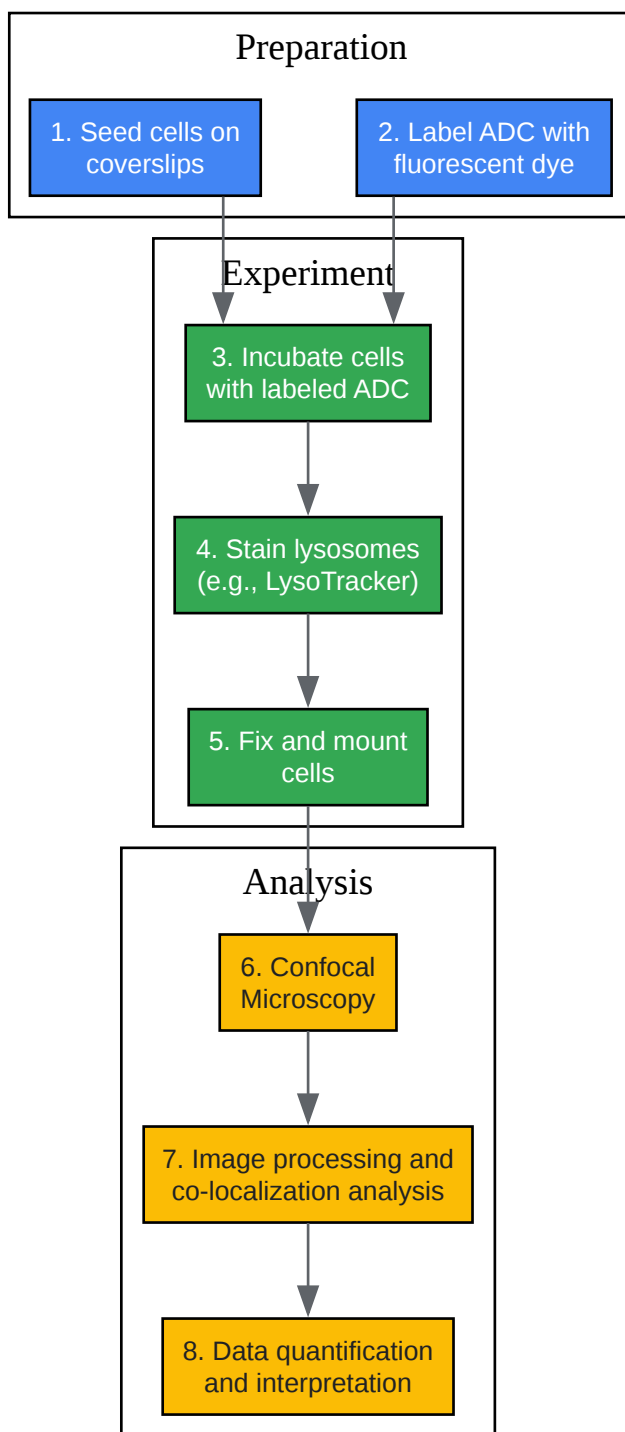 Preparation
1. Seed cells on
coverslips
2. Label ADC with
fluorescent dye
Experiment
3. Incubate cells
with labeled ADC
4. Stain lysosomes
(e.g., LysoTracker)
5. Fix and mount
cells
Analysis
6. Confocal
Microscopy
7. Image processing and
co-localization analysis
8. Data quantification
and interpretation